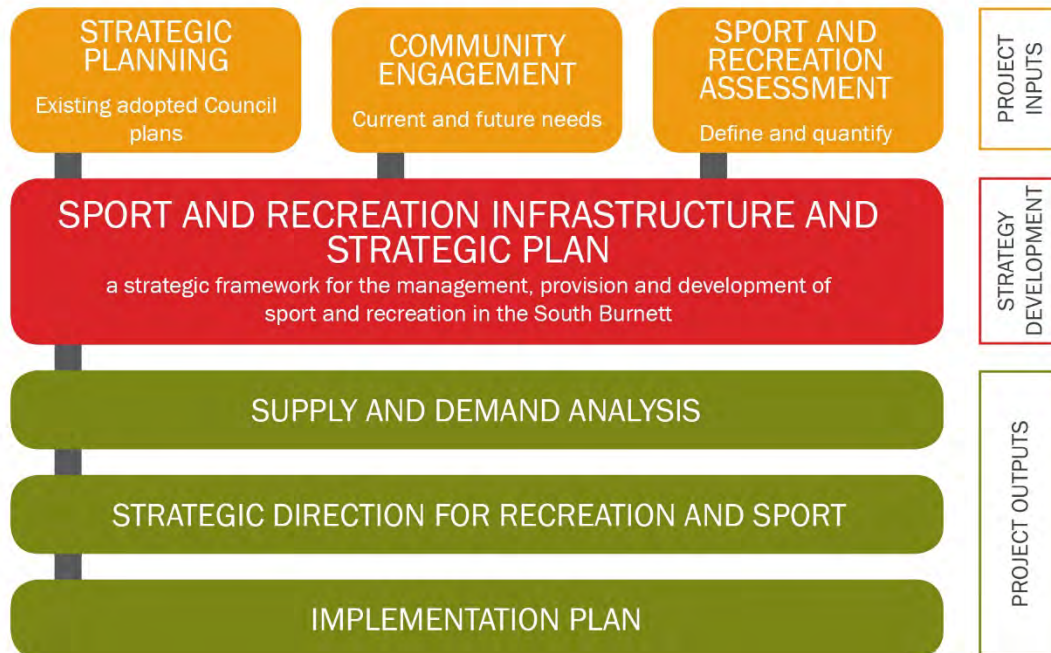 STRATEGIC
PLANNING
Existing adopted Council
plans
COMMUNITY
ENGAGEMENT
Current and future needs
SPORT AND
RECREATION
ASSESSMENT
Define and quantify
PROJECT
INPUTS
SPORT AND RECREATION INFRASTRUCTURE AND
STRATEGIC PLAN
a strategic framework for the management, provision and development of
sport and recreation in the South Burnett
STRATEGY
DEVELOPMENT
SUPPLY AND DEMAND ANALYSIS
STRATEGIC DIRECTION FOR RECREATION AND SPORT
IMPLEMENTATION PLAN
PROJECT OUTPUTS